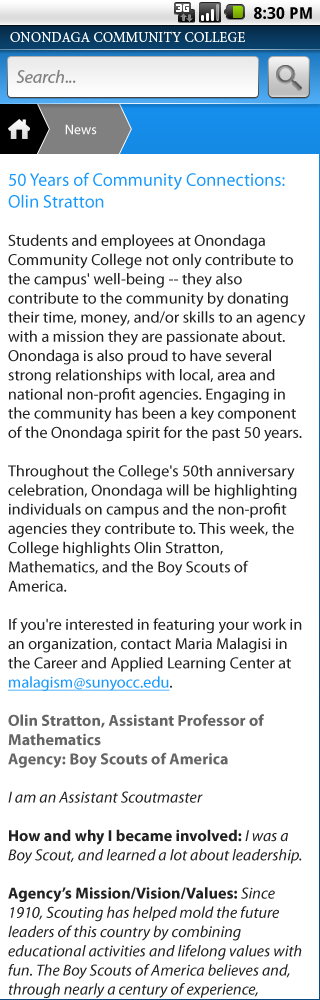 3G 8:30 PM
ONONDAGA COMMUNITY COLLEGE
Search...
News
50 Years of Community Connections:
Olin Stratton
Students and employees at Onondaga
Community College not only contribute to
the campus' well-being -- they also
contribute to the community by donating
their time, money, and/or skills to an agency
with a mission they are passionate about.
Onondaga is also proud to have several
strong relationships with local, area and
national non-profit agencies. Engaging in
the community has been a key component
of the Onondaga spirit for the past 50 years.
Throughout the College's 50th anniversary
celebration, Onondaga will be highlighting
individuals on campus and the non-profit
agencies they contribute to. This week, the
College highlights Olin Stratton,
Mathematics, and the Boy Scouts of
America.
If you're interested in featuring your work in
an organization, contact Maria Malagisi in
the Career and Applied Learning Center at
malagism@sunyocc.edu.
Olin Stratton, Assistant Professor of
Mathematics
Agency: Boy Scouts of America
I am an Assistant Scoutmaster
How and why I became involved: I was a
Boy Scout, and learned a lot about leadership.
Agency’s Mission/Vision/Values: Since
1910, Scouting has helped mold the future
leaders of this country by combining
educational activities and lifelong values with
fun. The Boy Scouts of America believes and,
through nearly a century of experience,